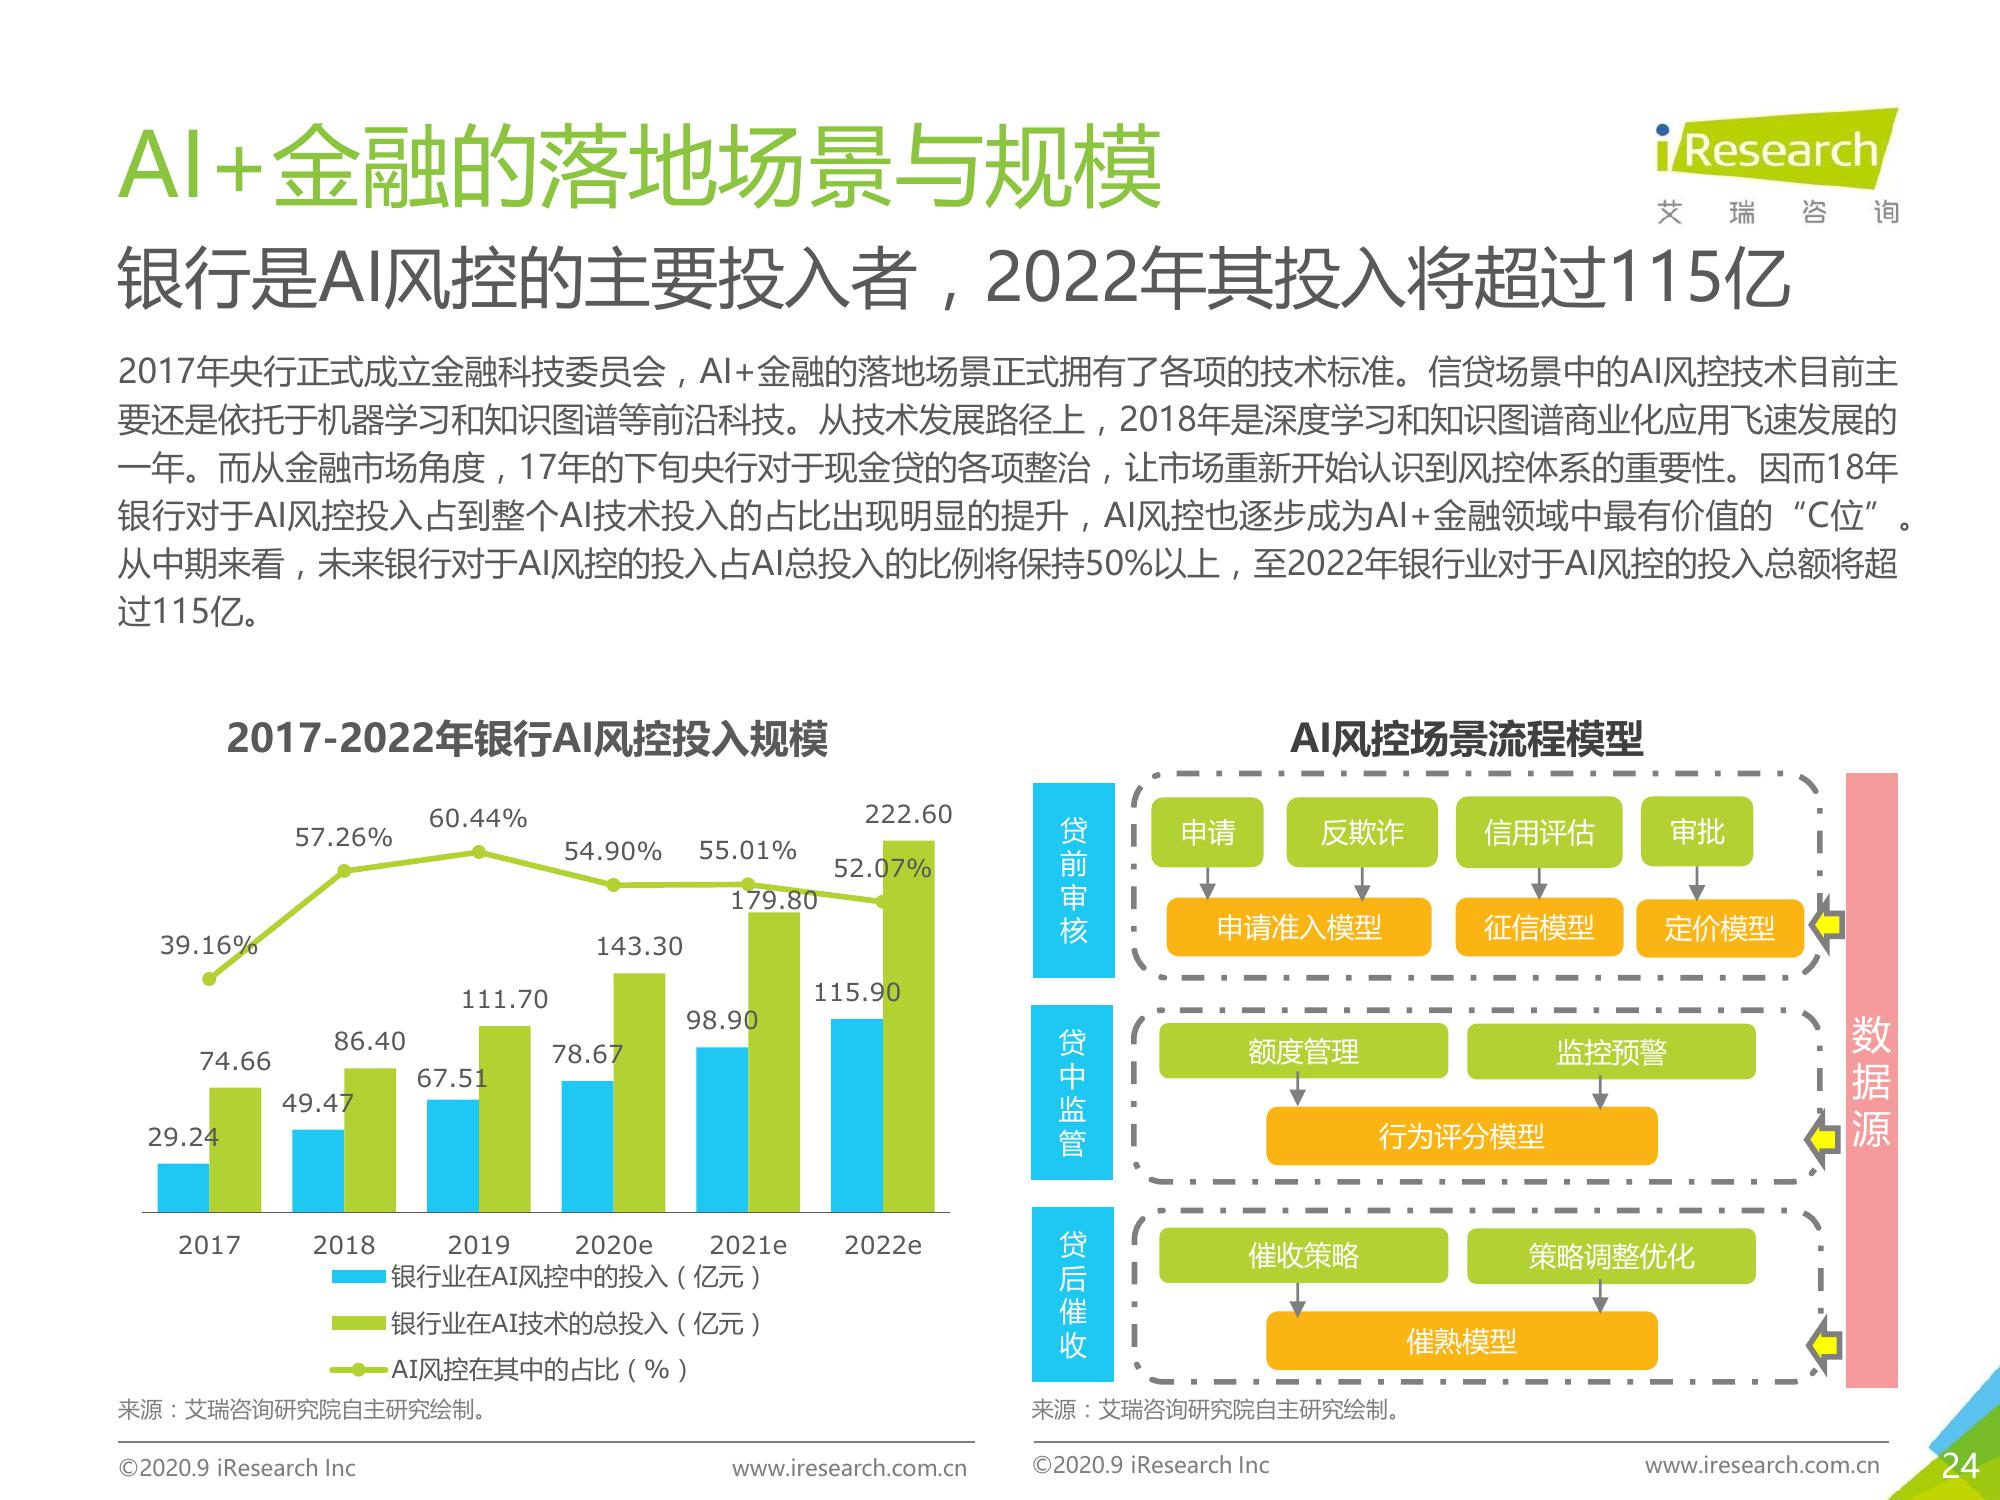 AI+金融的落地场景与规模
iResearch
艾瑞咨询
银行是AI风控的主要投入者，2022年其投入将超过115亿
2017年央行正式成立金融科技委员会，AI+金融的落地场景正式拥有了各项的技术标准。信贷场景中的AI风控技术目前主
要还是依托于机器学习和知识图谱等前沿科技。从技术发展路径上，2018年是深度学习和知识图谱商业化应用飞速发展的
一年。而从金融市场角度，17年的下旬央行对于现金贷的各项整治，让市场重新开始认识到风控体系的重要性。因而18年
银行对于AI风控投入占到整个AI技术投入的占比出现明显的提升，AI风控也逐步成为AI+金融领域中最有价值的“C位”。
从中期来看，未来银行对于AI风控的投入占AI总投入的比例将保持50%以上，至2022年银行业对于AI风控的投入总额将超
过115亿。
2017-2022年银行AI风控投入规模
39.16%
57.26%
60.44%
54.90%
55.01%
52.07%
29.24
74.66
49.47
86.40
67.51
111.70
78.67
143.30
98.90
179.80
115.90
222.60
2017
2018
2019
2020e
2021e
2022e
银行业在AI风控中的投入（亿元）
银行业在AI技术的总投入（亿元）
AI风控在其中的占比（%）
来源：艾瑞咨询研究院自主研究绘制。
©2020.9 iResearch Inc
www.iresearch.com.cn
AI风控场景流程模型
贷前审核
申请
反欺诈
信用评估
审批
申请准入模型
征信模型
定价模型
贷中监管
额度管理
监控预警
行为评分模型
贷后催收
催收策略
策略调整优化
催熟模型
数据源
来源：艾瑞咨询研究院自主研究绘制。
©2020.9 iResearch Inc
www.iresearch.com.cn
24